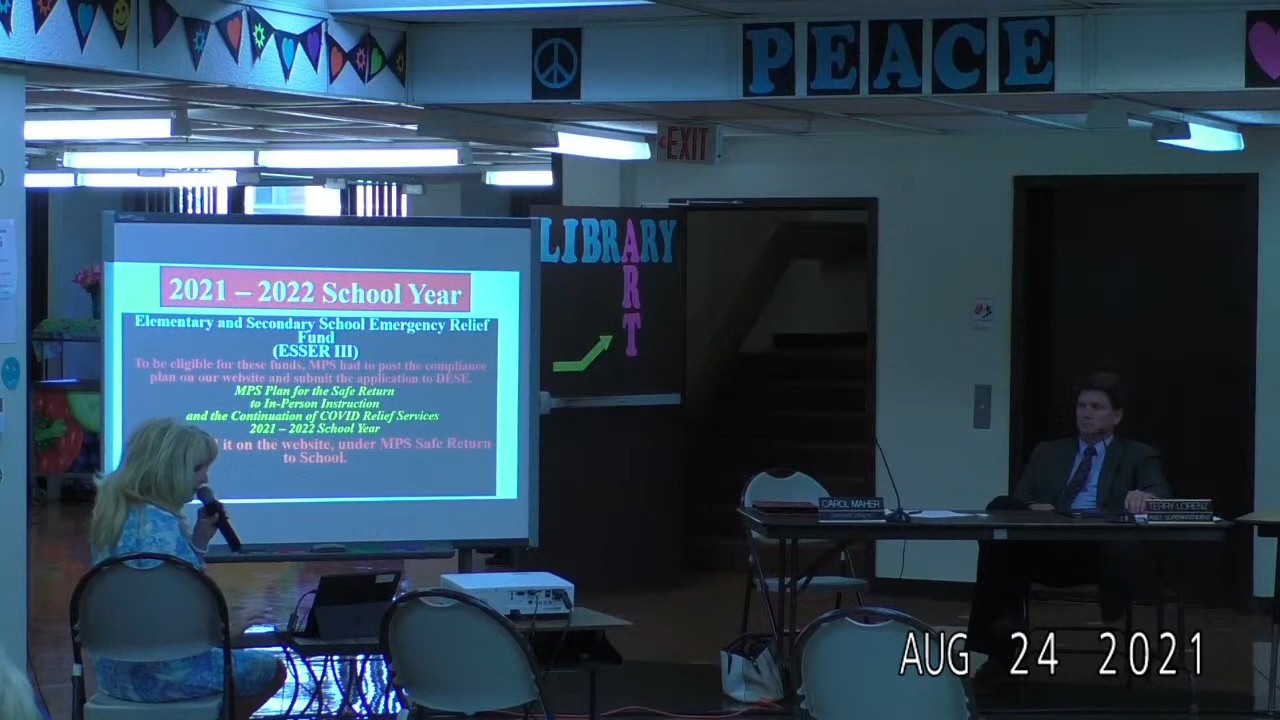 PEACE
EXIT
LIBRARY
ART
2021 – 2022 School Year
Elementary and Secondary School Emergency Relief
Fund
(ESSER III)
To be eligible for these funds, MPS had to post the compliance
plan on our website and submit the application to DESE.
MPS Plan for the Safe Return
to In-Person Instruction
and the Continuation of COVID Relief Services
2021 – 2022 School Year
it on the website, under MPS Safe Return
to School.
CAROL MAHER
TERRY LORENZ
ASST. SUPERINTENDENT
AUG 24 2021